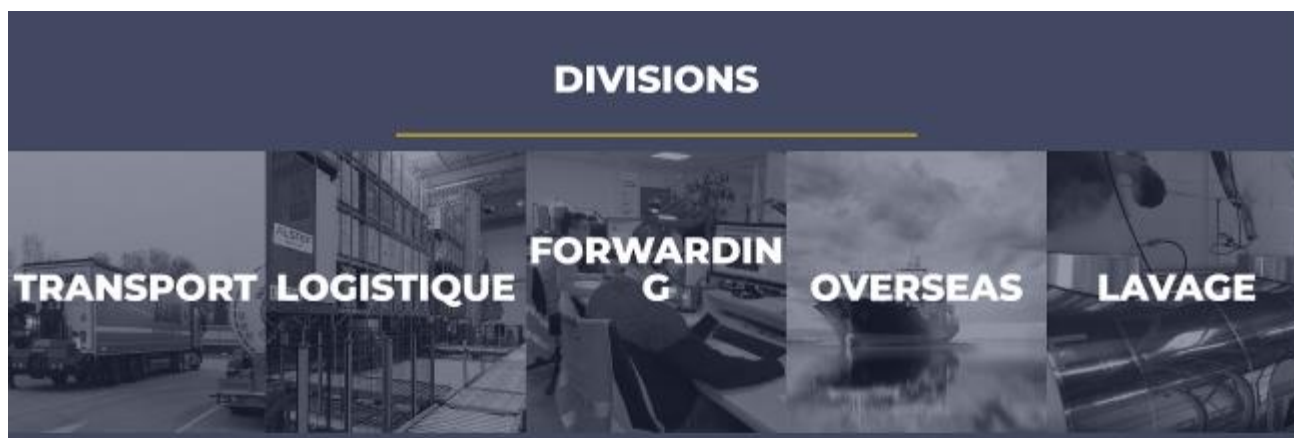 DIVISIONS
TRANSPORT
LOGISTIQUE
FORWARDIN
G
OVERSEAS
LAVAGE